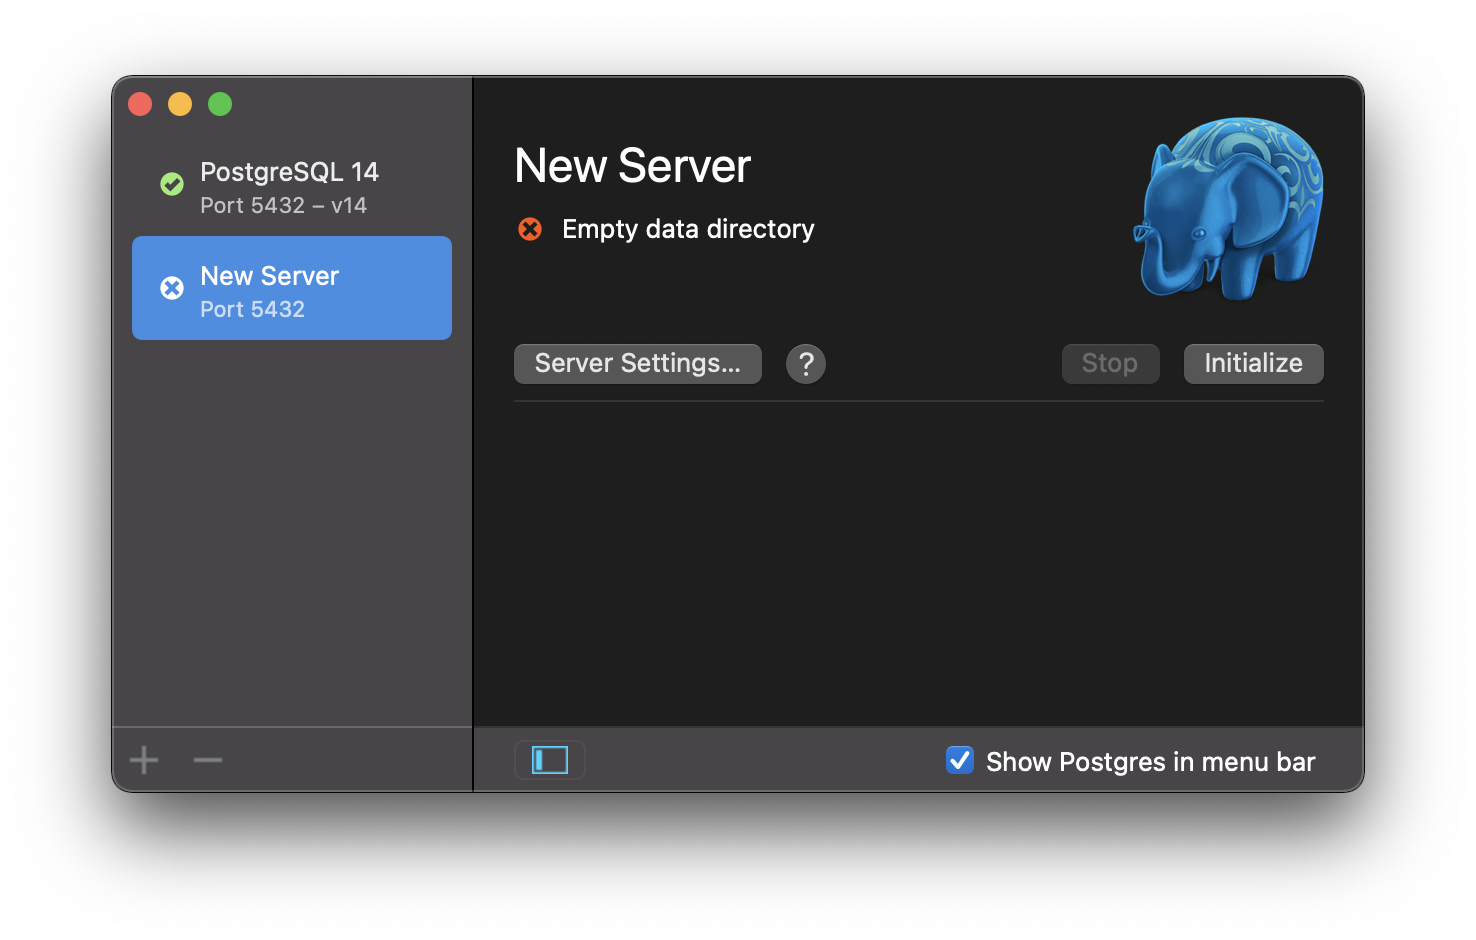 PostgreSQL 14
Port 5432 – v14
New Server
Port 5432
New Server
Empty data directory
Server Settings...
?
Stop
Initialize
Show Postgres in menu bar